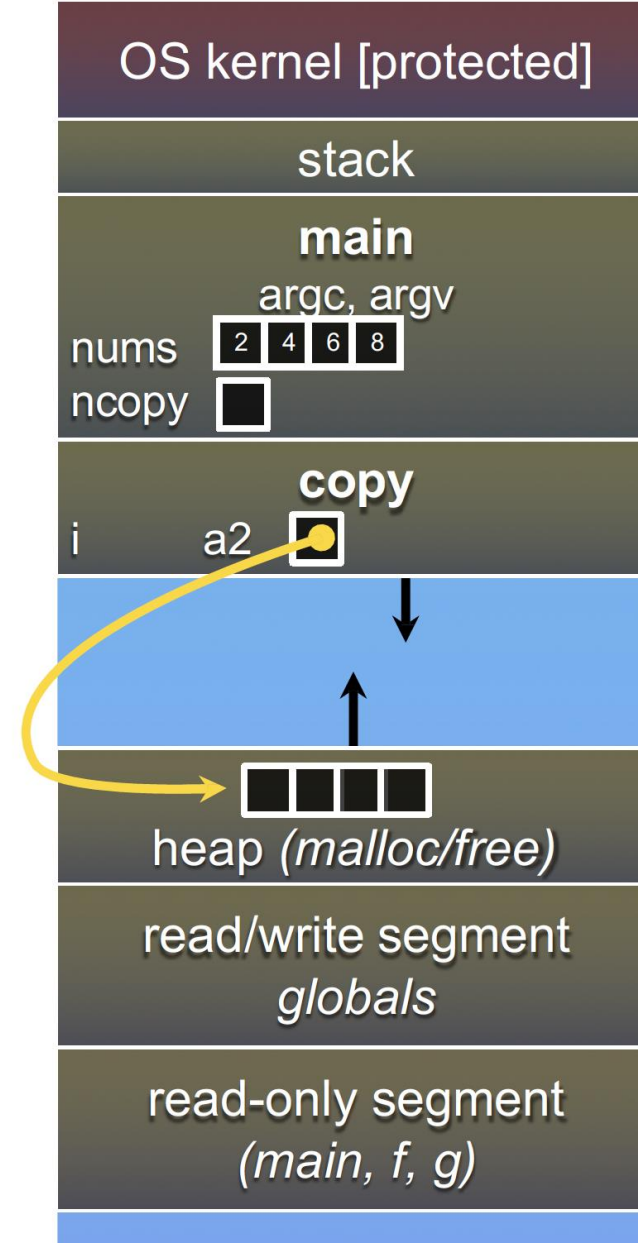 OS kernel [protected]
stack
main
argc, argv
nums 2 4 6 8
ncopy
copy
i a2
heap (malloc/free)
read/write segment
globals
read-only segment
(main, f, g)